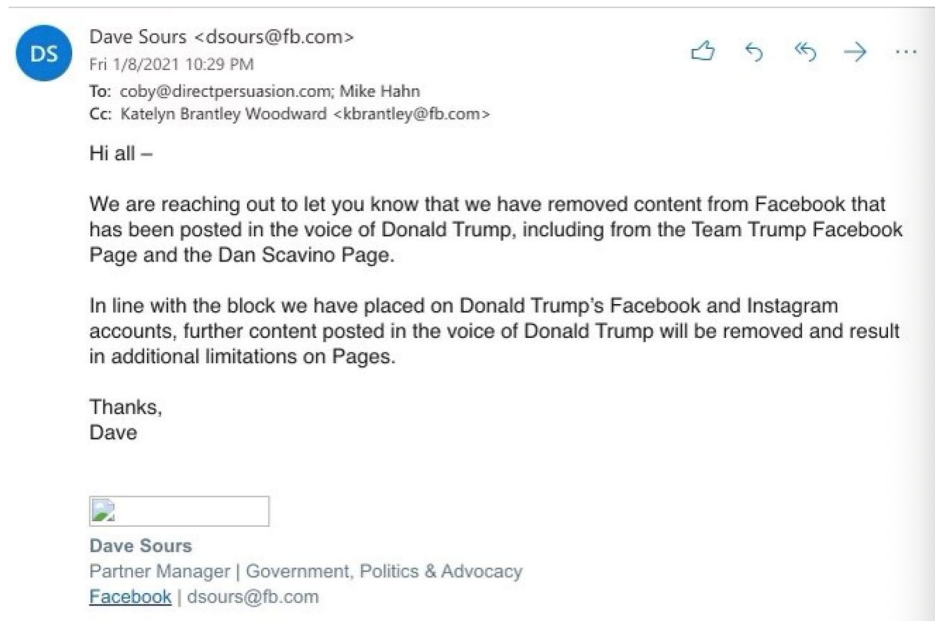 DS
Dave Sours <dsours@fb.com>
Fri 1/8/2021 10:29 PM
To: coby@directpersuasion.com; Mike Hahn
Cc: Katelyn Brantley Woodward <kbrantley@fb.com>
Hi all –
We are reaching out to let you know that we have removed content from Facebook that
has been posted in the voice of Donald Trump, including from the Team Trump Facebook
Page and the Dan Scavino Page.
In line with the block we have placed on Donald Trump’s Facebook and Instagram
accounts, further content posted in the voice of Donald Trump will be removed and result
in additional limitations on Pages.
Thanks,
Dave
Dave Sours
Partner Manager | Government, Politics & Advocacy
Facebook | dsours@fb.com